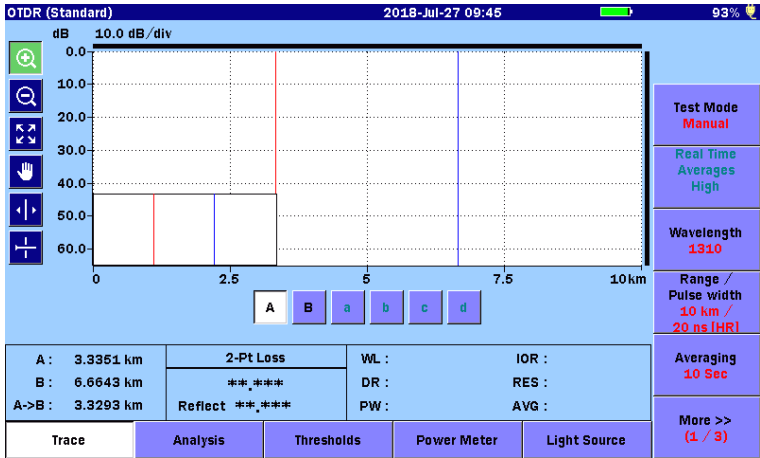 OTDR (Standard) 2018-Jul-27 09:45 93%
dB 10.0 dB/div
0.0
10.0
20.0
30.0
40.0
50.0
60.0
0 2.5 5 7.5 10km
A B a b c d
A : 3.3351 km
B : 6.6643 km
A->B : 3.3293 km
2-Pt Loss
**.***
Reflect **.***
WL : IOR :
DR : RES :
PW : AVG :
Trace Analysis Thresholds Power Meter Light Source
Test Mode
Manual
Real Time
Averages
High
Wavelength
1310
Range /
Pulse width
10 km /
20 ns [HR]
Averaging
10 Sec
More >>
(1 / 3)